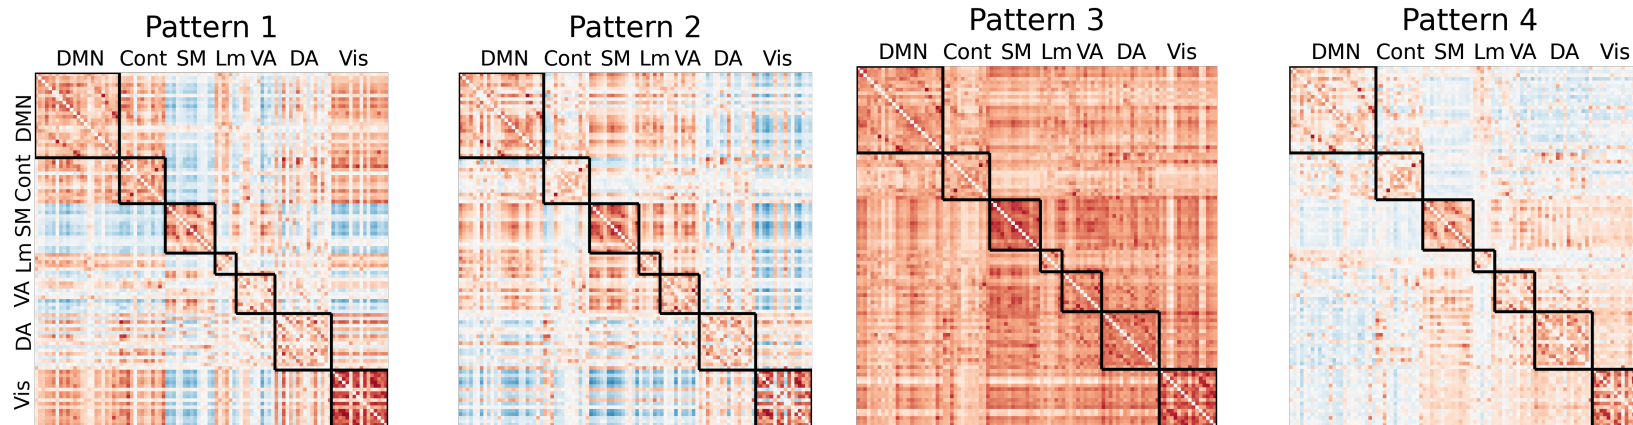 Pattern 1 Pattern 2 Pattern 3 Pattern 4
DMN Cont SM Lm VA DA Vis DMN Cont SM Lm VA DA Vis DMN Cont SM Lm VA DA Vis DMN Cont SM Lm VA DA Vis
DMN
Cont
SM
Lm
VA
DA
Vis